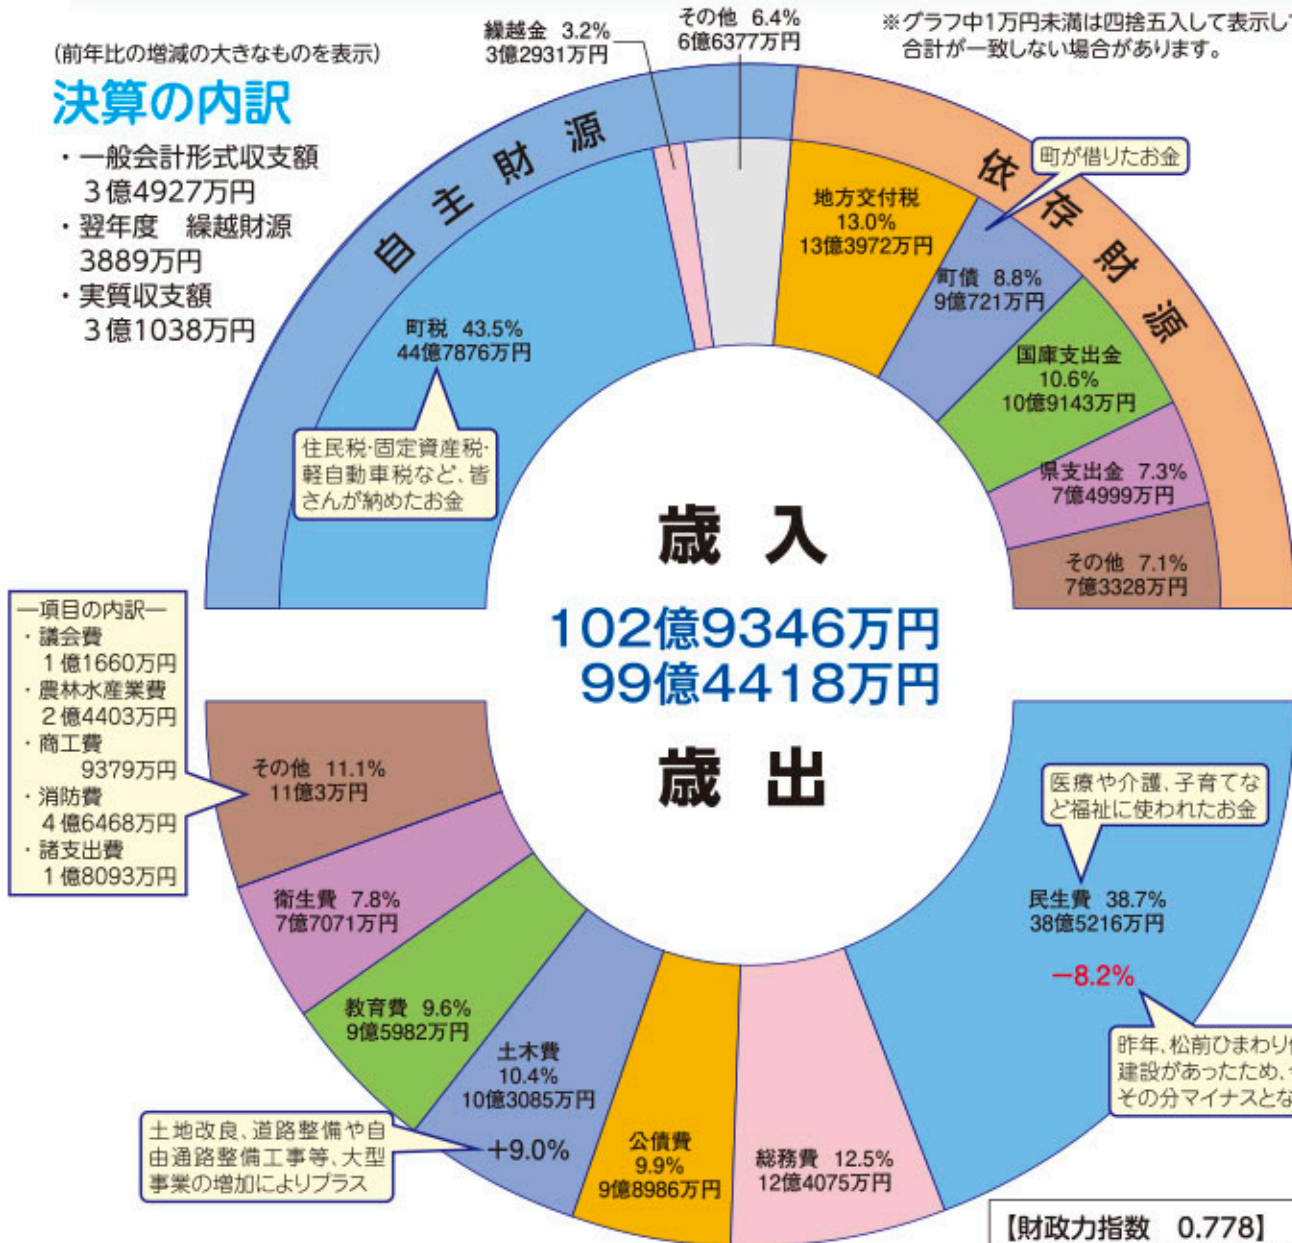 (前年比の増減の大きなものを表示)
決算の内訳
・一般会計形式収支額
3億4927万円
・翌年度 繰越財源
3889万円
・実質収支額
3億1038万円
繰越金 3.2%
3億2931万円
その他 6.4%
6億6377万円
※グラフ中1万円未満は四捨五入して表示して
合計が一致しない場合があります。
自主財源
依存財源
町税 43.5%
44億7876万円
住民税・固定資産税・
軽自動車税など、皆
さんが納めたお金
地方交付税
13.0%
13億3972万円
町が借りたお金
町債 8.8%
9億721万円
国庫支出金
10.6%
10億9143万円
県支出金 7.3%
7億4999万円
その他 7.1%
7億3328万円
歳入
102億9346万円
99億4418万円
歳出
―項目の内訳―
・議会費
1億1660万円
・農林水産業費
2億4403万円
・商工費
9379万円
・消防費
4億6468万円
・諸支出費
1億8093万円
その他 11.1%
11億3万円
衛生費 7.8%
7億7071万円
教育費 9.6%
9億5982万円
土木費
10.4%
10億3085万円
+9.0%
土地改良、道路整備や自
由通路整備工事等、大型
事業の増加によりプラス
公債費
9.9%
9億8986万円
総務費 12.5%
12億4075万円
医療や介護、子育てな
ど福祉に使われたお金
民生費 38.7%
38億5216万円
−8.2%
昨年、松前ひまわり
建設があったため、
その分マイナスとな
【財政力指数 0.778】